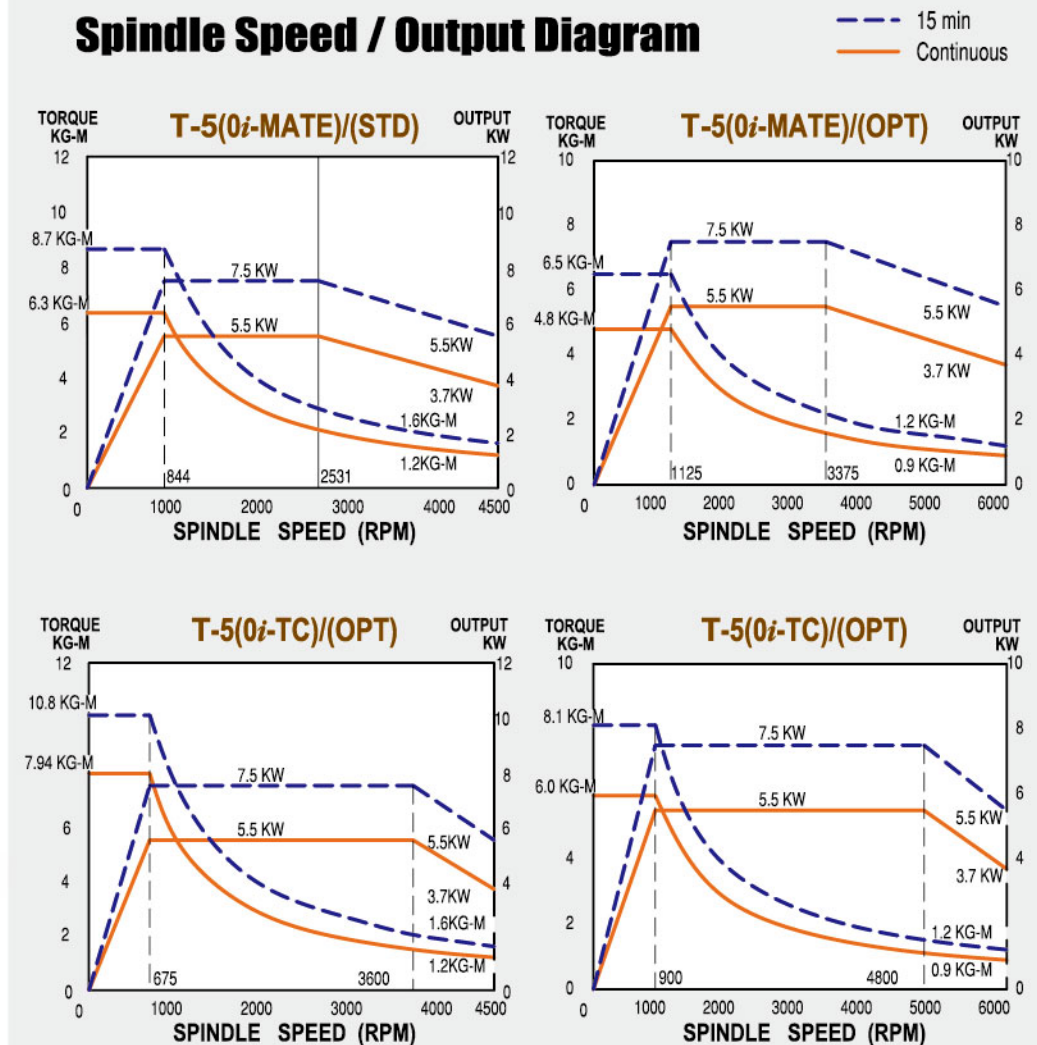 Spindle Speed / Output Diagram
15 min
Continuous
TORQUE
KG-M
T-5(0i-MATE)/(STD)
OUTPUT
KW
12
12
10
10
8.7 KG-M
8
8
7.5 KW
6.3 KG-M
6
6
5.5 KW
5.5KW
4
4
3.7KW
1.6KG-M
2
2
1.2KG-M
844
2531
0
0
0
1000
2000
3000
4000
4500
SPINDLE SPEED (RPM)
TORQUE
KG-M
T-5(0i-MATE)/(OPT)
OUTPUT
KW
10
10
8
8
7.5 KW
6.5 KG-M
6
6
5.5 KW
5.5 KW
4.8 KG-M
4
4
3.7 KW
2
2
1.2 KG-M
0.9 KG-M
1125
3375
0
0
0
1000
2000
3000
4000
5000
6000
SPINDLE SPEED (RPM)
TORQUE
KG-M
T-5(0i-TC)/(OPT)
OUTPUT
KW
12
12
10.8 KG-M
10
7.94 KG-M
8
7.5 KW
6
6
5.5 KW
5.5KW
4
4
3.7KW
1.6KG-M
2
2
1.2KG-M
675
3600
0
0
0
1000
2000
3000
4000
4500
SPINDLE SPEED (RPM)
TORQUE
KG-M
T-5(0i-TC)/(OPT)
OUTPUT
KW
10
10
8.1 KG-M
8
7.5 KW
6.0 KG-M
6
5.5 KW
5.5 KW
4
4
3.7 KW
2
2
1.2 KG-M
0.9 KG-M
900
4800
0
0
0
1000
2000
3000
4000
5000
6000
SPINDLE SPEED (RPM)